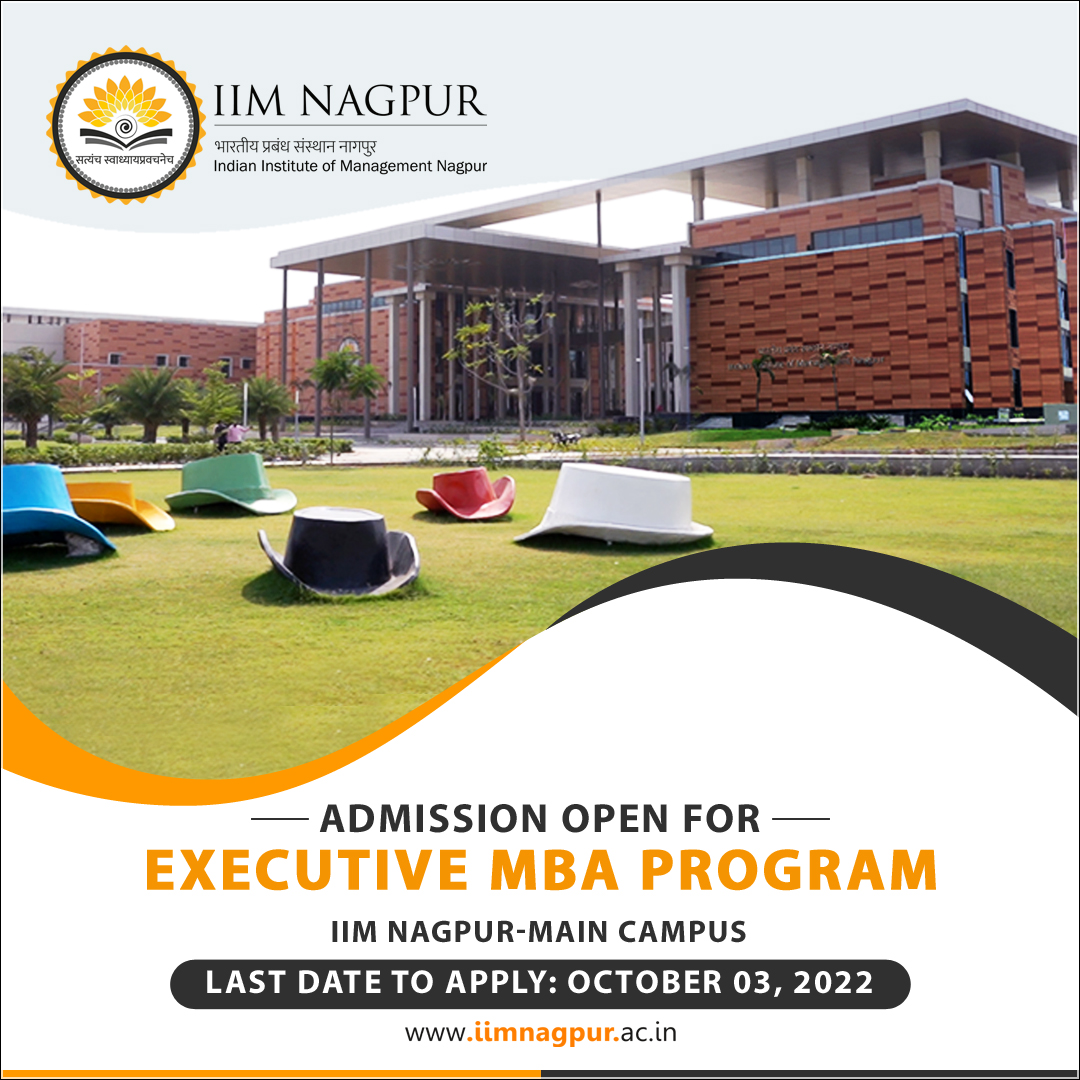 IIM NAGPUR
भारतीय प्रबंध संस्थान नागपुर
Indian Institute of Management Nagpur
सत्यंच स्वाध्यायप्रवचनेच
ADMISSION OPEN FOR
EXECUTIVE MBA PROGRAM
IIM NAGPUR-MAIN CAMPUS
LAST DATE TO APPLY: OCTOBER 03, 2022
www.iimnagpur.ac.in